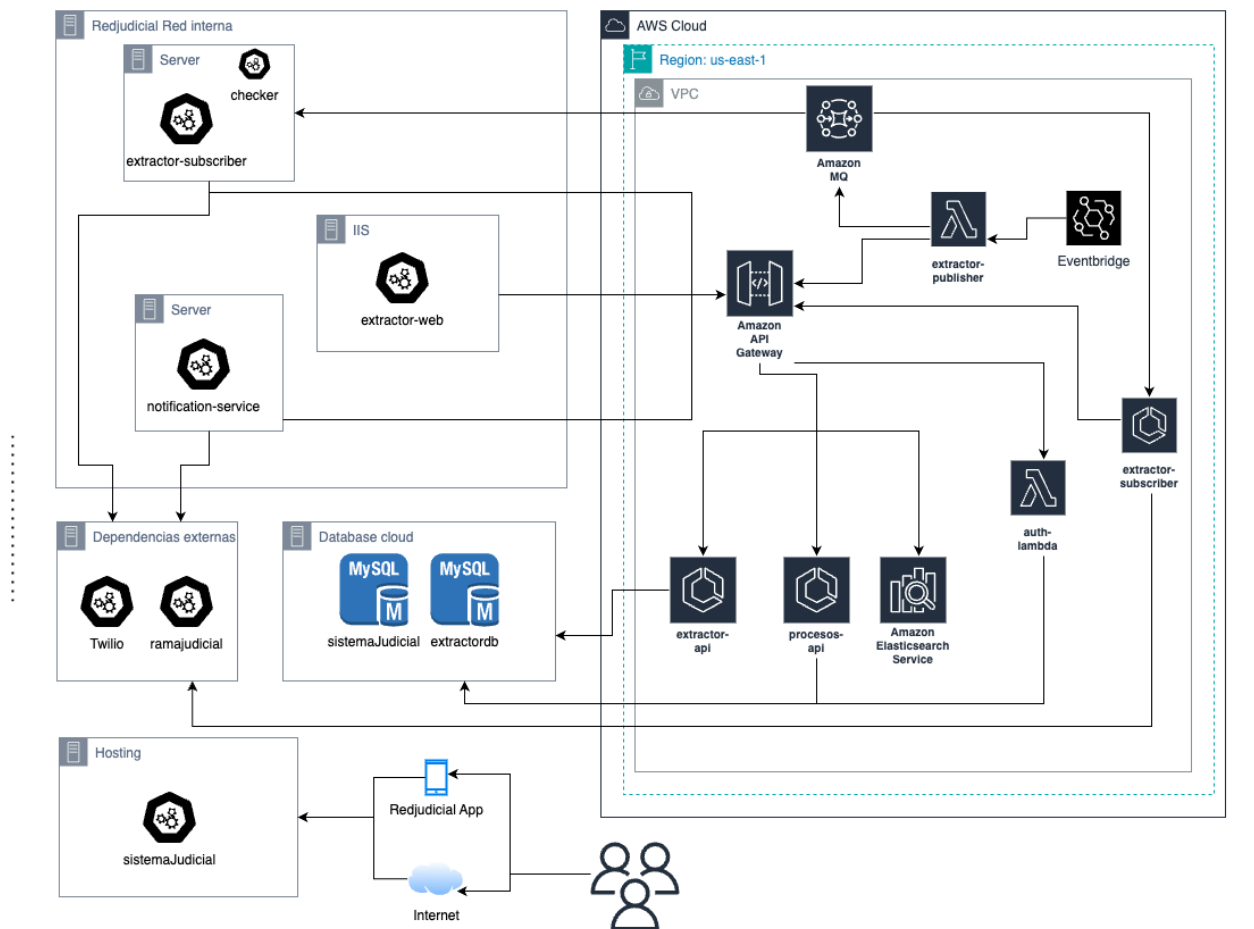 Redjudicial Red interna
Server
checker
extractor-subscriber
IIS
extractor-web
Server
notification-service
AWS Cloud
Region: us-east-1
VPC
Amazon
MQ
extractor-
publisher
Eventbridge
Amazon
API
Gateway
extractor-
subscriber
auth-
lambda
extractor-
api
procesos-
api
Amazon
Elasticsearch
Service
Dependencias externas
Twilio
ramajudicial
Database cloud
MySQL
M
sistemaJudicial
MySQL
M
extractordb
Hosting
sistemaJudicial
Redjudicial App
Internet